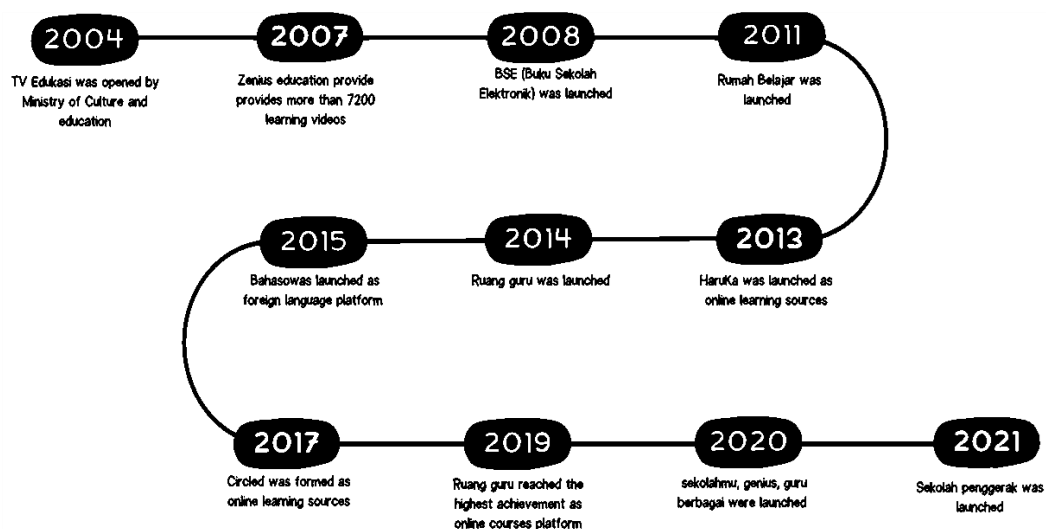 2004
TV Edukasi was opened by
Ministry of Culture and
education
2007
Zenius education provide
provides more than 7200
learning videos
2008
BSE (Buku Sekolah
Elektronik) was launched
2011
Rumah Belajar was
launched
2013
HaruKa was launched as
online learning sources
2014
Ruang guru was launched
2015
Bahasowas launched as
foreign language platform
2017
Circled was formed as
online learning sources
2019
Ruang guru reached the
highest achievement as
online courses platform
2020
sekolahmu, genius, guru
berbagai were launched
2021
Sekolah penggerak was
launched